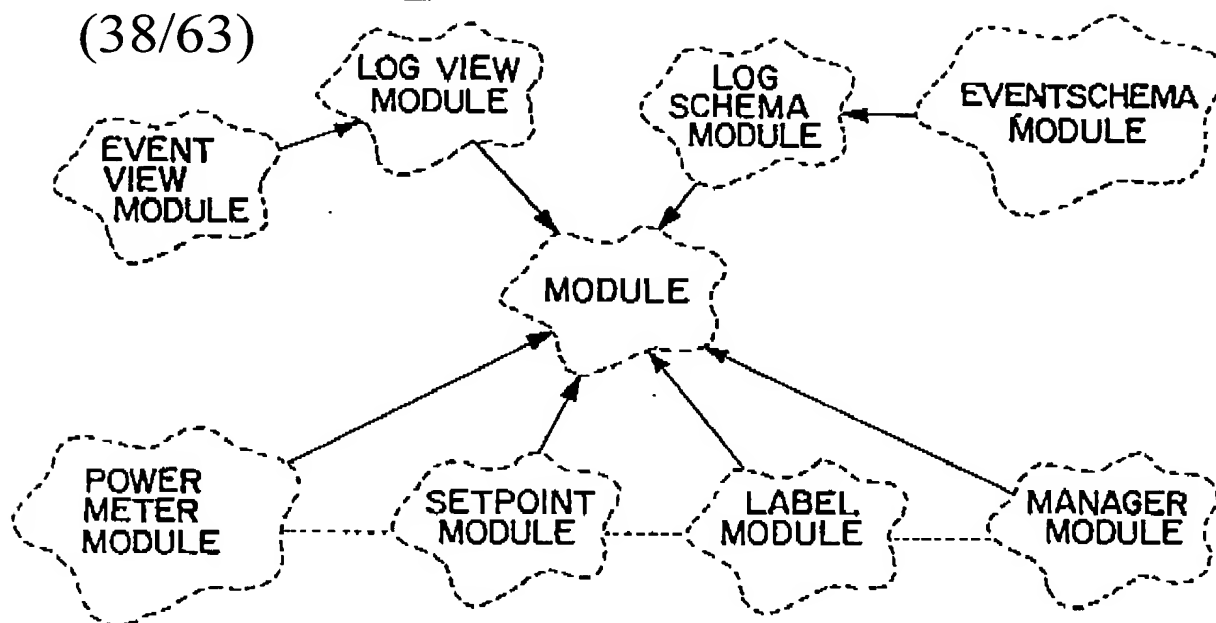 (38/63)
LOG VIEW
MODULE
LOG
SCHEMA
MODULE
EVENTSCHEMA
MODULE
EVENT
VIEW
MODULE
MODULE
POWER
METER
MODULE
SETPOINT
MODULE
LABEL
MODULE
MANAGER
MODULE